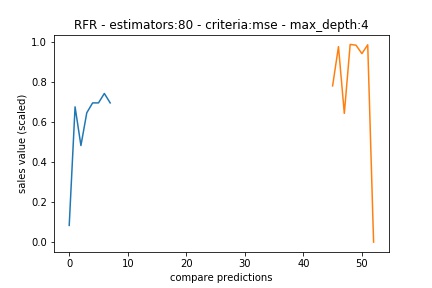 RFR - estimators:80 - criteria:mse - max_depth:4
1.0
0.8
0.6
0.4
0.2
0.0
sales value (scaled)
0 10 20 30 40 50
compare predictions